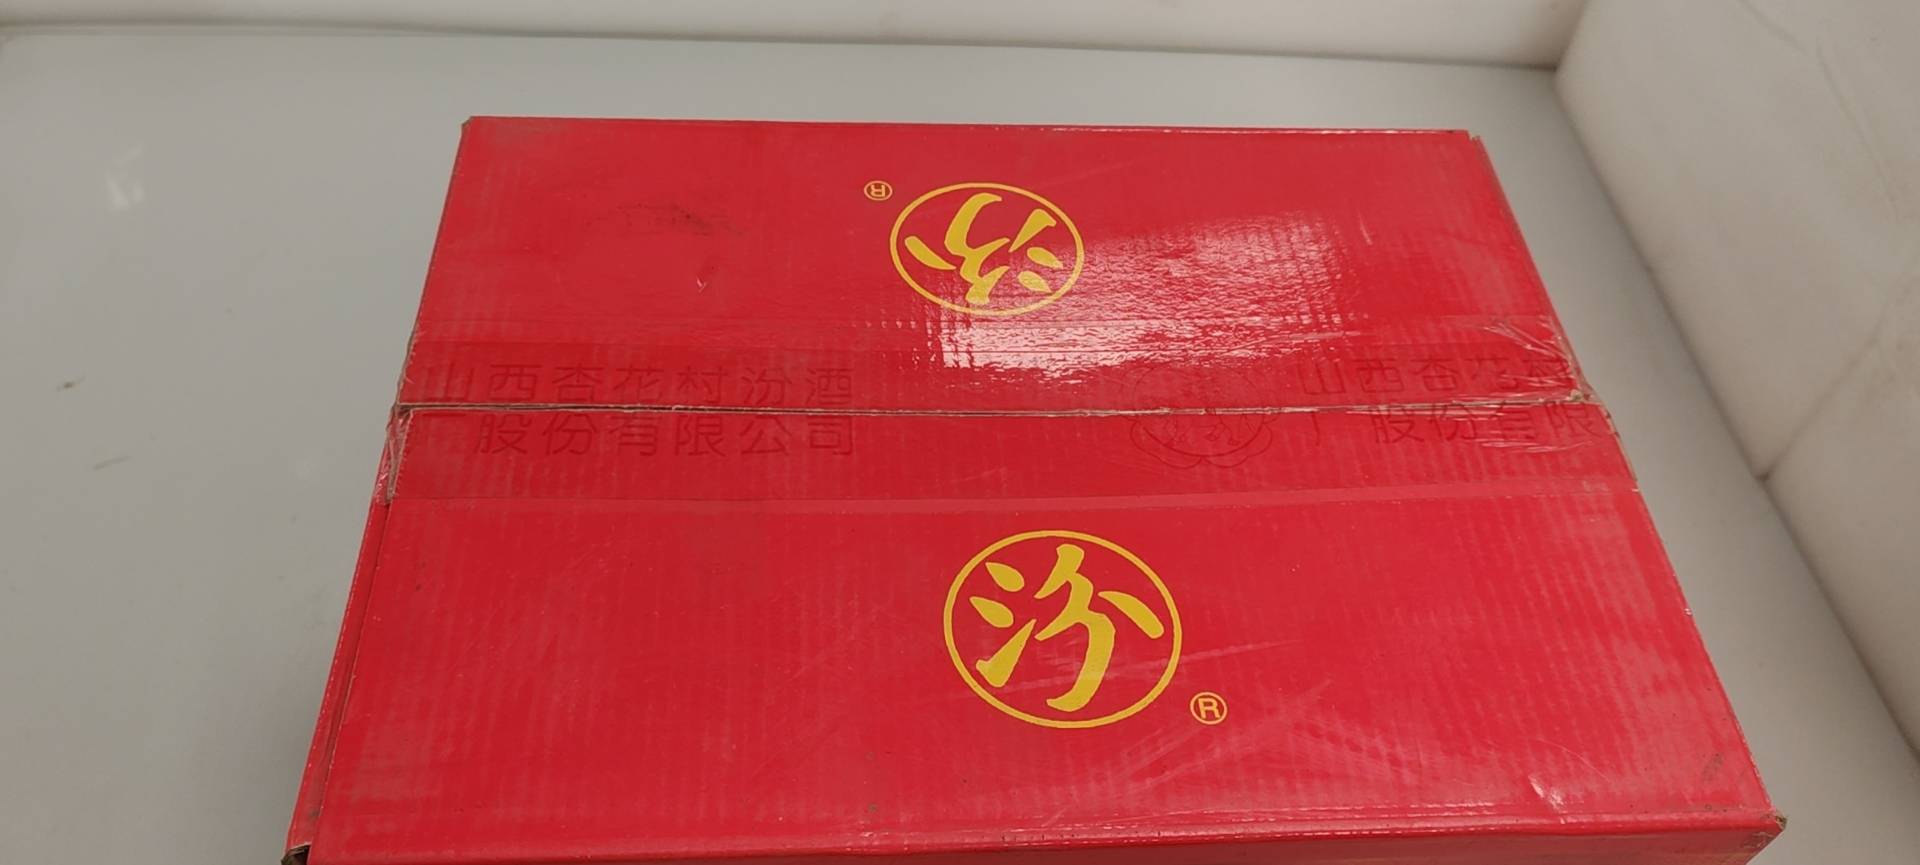 汾
®
山西杏花村汾酒
股份有限公司
山西杏花村
厂 股份有限
汾
®